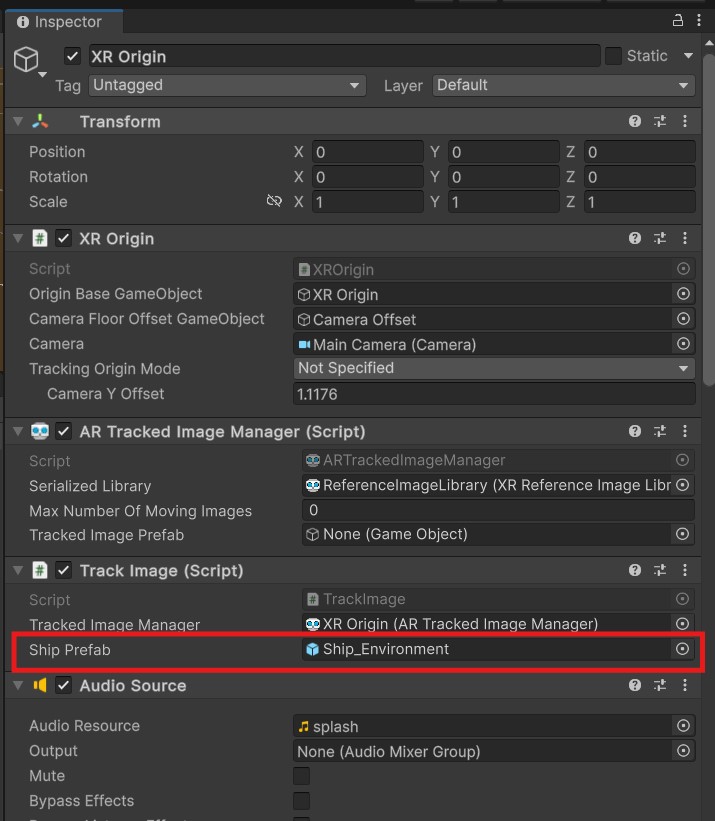 Inspector
XR Origin Static
Tag Untagged Layer Default
Transform
Position X 0 Y 0 Z 0
Rotation X 0 Y 0 Z 0
Scale X 1 Y 1 Z 1
XR Origin
Script XROrigin
Origin Base GameObject XR Origin
Camera Floor Offset GameObject Camera Offset
Camera Main Camera (Camera)
Tracking Origin Mode Not Specified
Camera Y Offset 1.1176
AR Tracked Image Manager (Script)
Script ARTrackedImageManager
Serialized Library ReferenceImageLibrary (XR Reference Image Libr
Max Number Of Moving Images 0
Tracked Image Prefab None (Game Object)
Track Image (Script)
Script TrackImage
Tracked Image Manager XR Origin (AR Tracked Image Manager)
Ship Prefab Ship_Environment
Audio Source
Audio Resource splash
Output None (Audio Mixer Group)
Mute
Bypass Effects